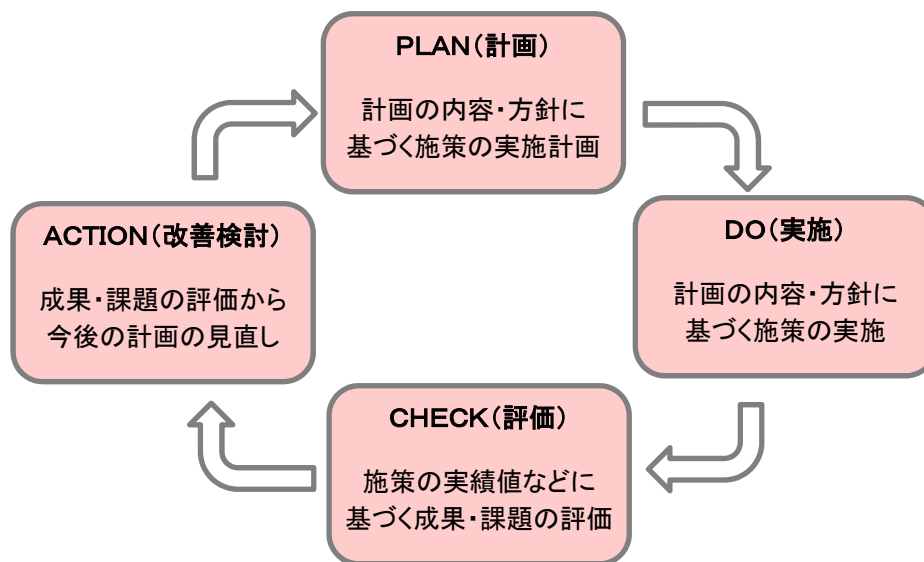 PLAN(計画)
計画の内容・方針に
基づく施策の実施計画
DO(実施)
計画の内容・方針に
基づく施策の実施
CHECK(評価)
施策の実績値などに
基づく成果・課題の評価
ACTION(改善検討)
成果・課題の評価から
今後の計画の見直し